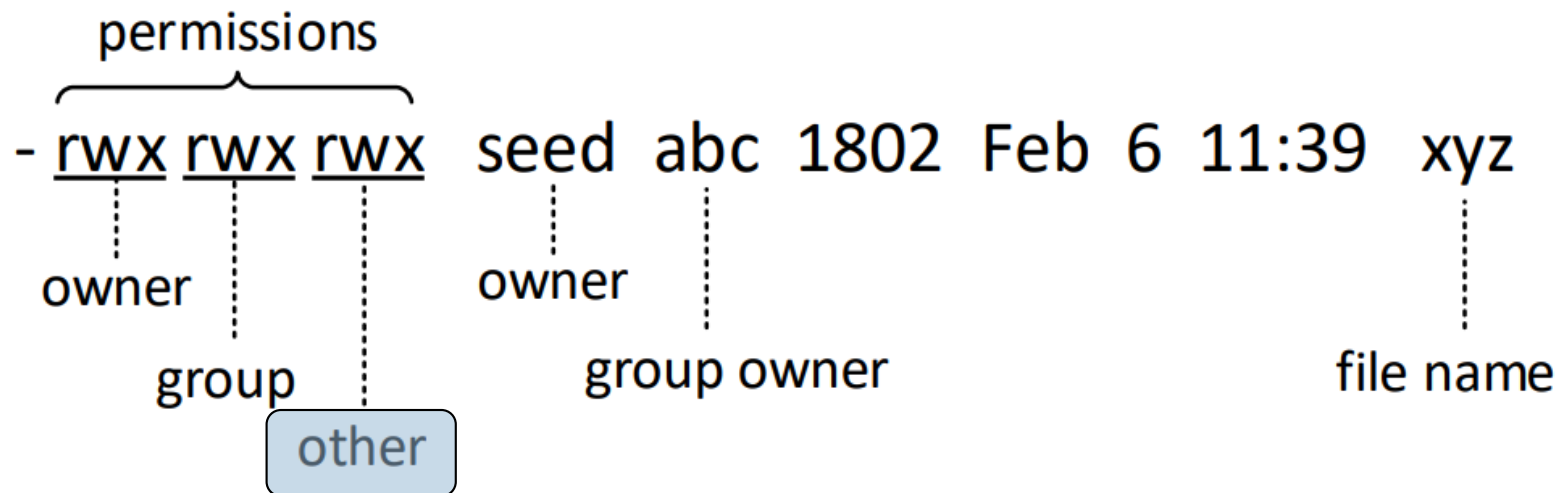 permissions
- rwx rwx rwx seed abc 1802 Feb 6 11:39 xyz
owner
owner
group
group owner
file name
other